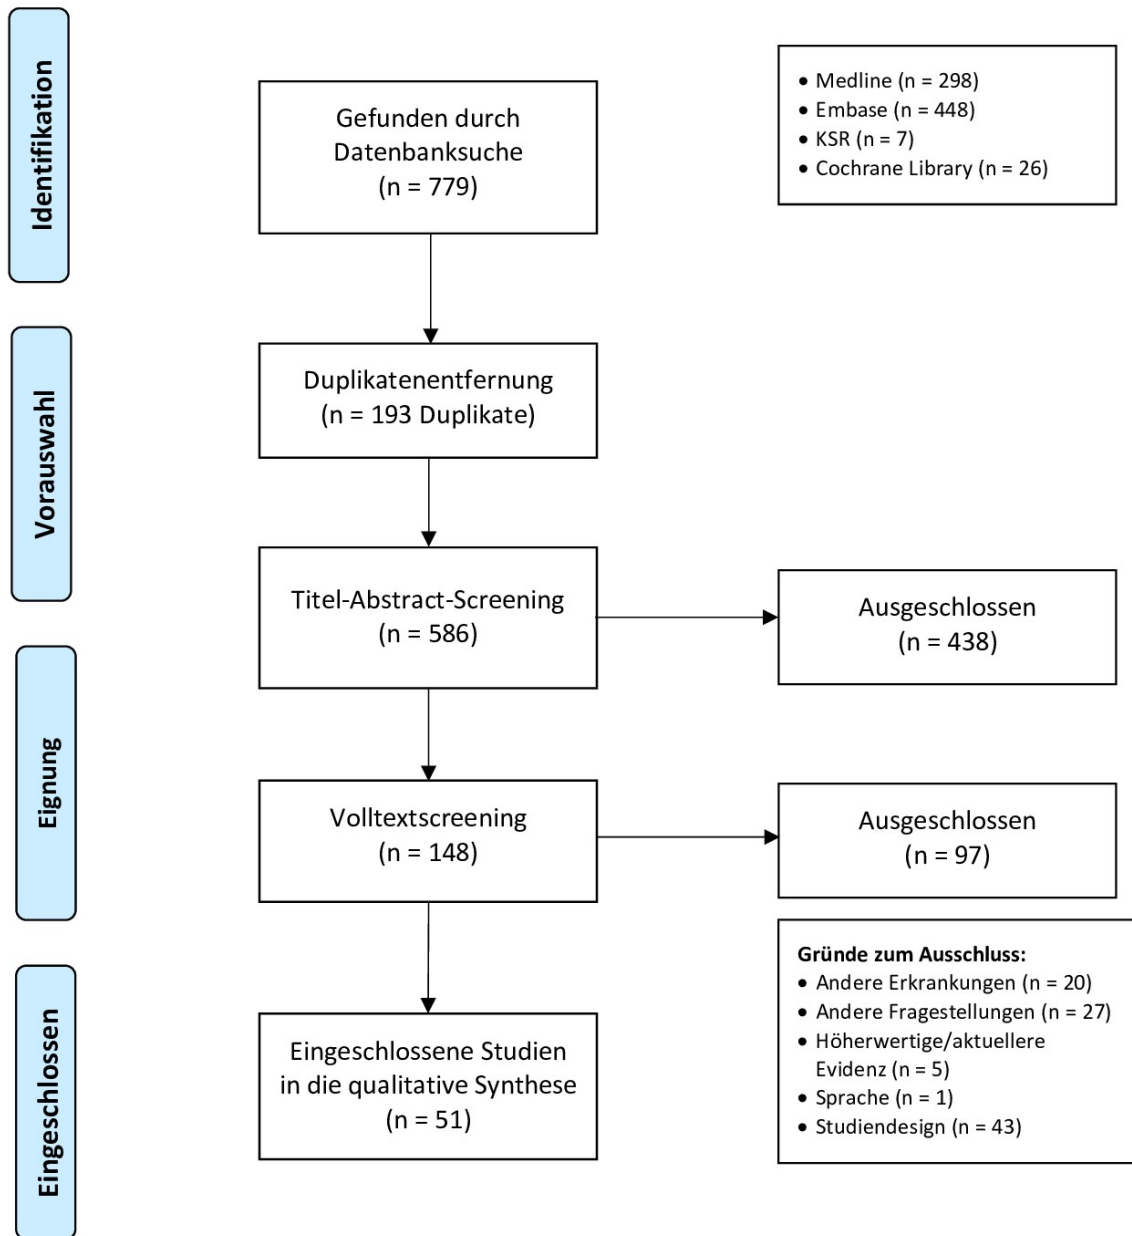 Identifikation
Gefunden durch
Datenbanksuche
(n = 779)
• Medline (n = 298)
• Embase (n = 448)
• KSR (n = 7)
• Cochrane Library (n = 26)
Vorauswahl
Duplikatenentfernung
(n = 193 Duplikate)
Titel-Abstract-Screening
(n = 586)
Ausgeschlossen
(n = 438)
Eignung
Volltextscreening
(n = 148)
Ausgeschlossen
(n = 97)
Gründe zum Ausschluss:
• Andere Erkrankungen (n = 20)
• Andere Fragestellungen (n = 27)
• Höherwertige/aktuellere
Evidenz (n = 5)
• Sprache (n = 1)
• Studiendesign (n = 43)
Eingeschlossen
Eingeschlossene Studien
in die qualitative Synthese
(n = 51)